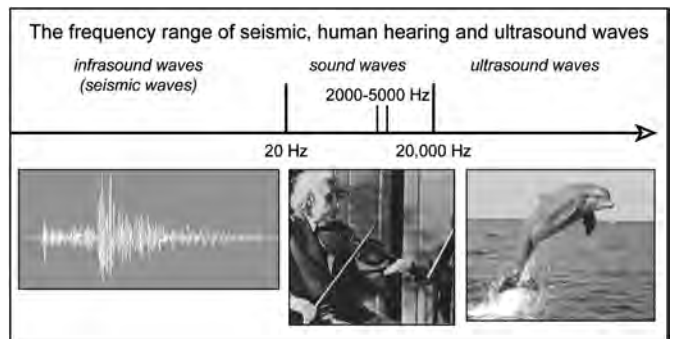 The frequency range of seismic, human hearing and ultrasound waves
infrasound waves
(seismic waves)
sound waves
ultrasound waves
2000-5000 Hz
20 Hz
20,000 Hz